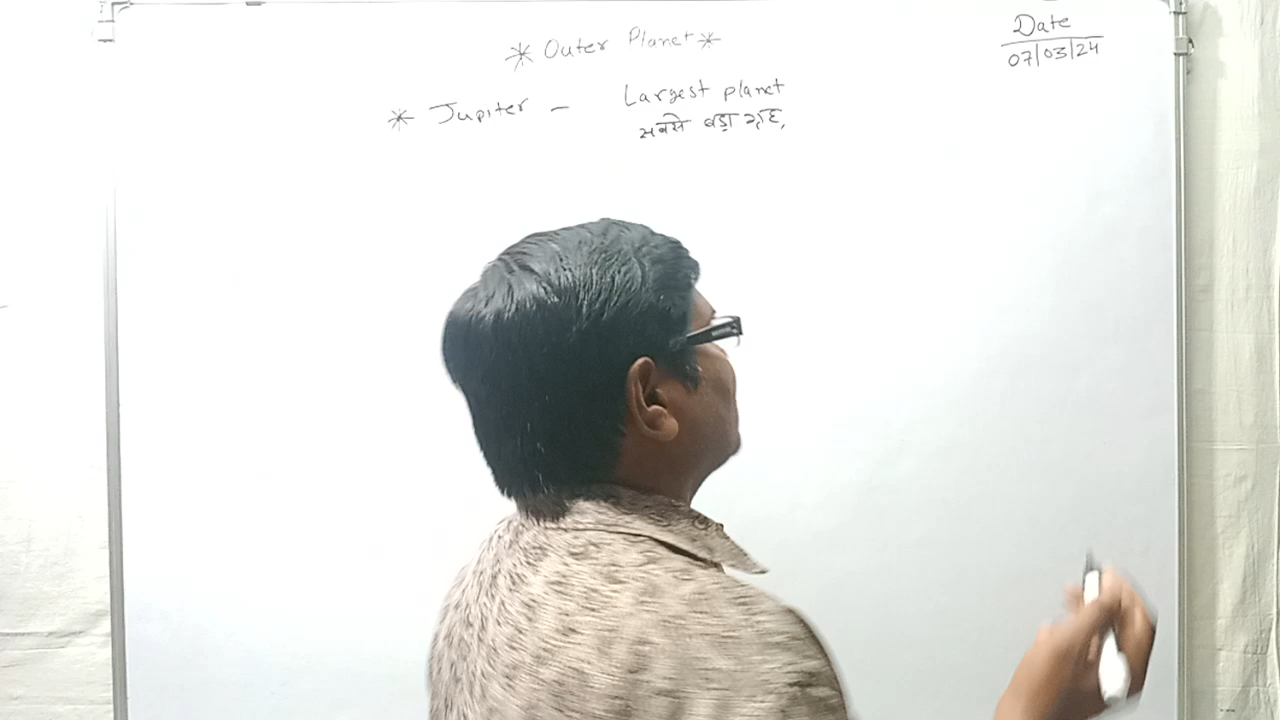 * Outer Planet *
Date
07/03/24
* Jupiter - Largest planet
सबसे बड़ा ग्रह,